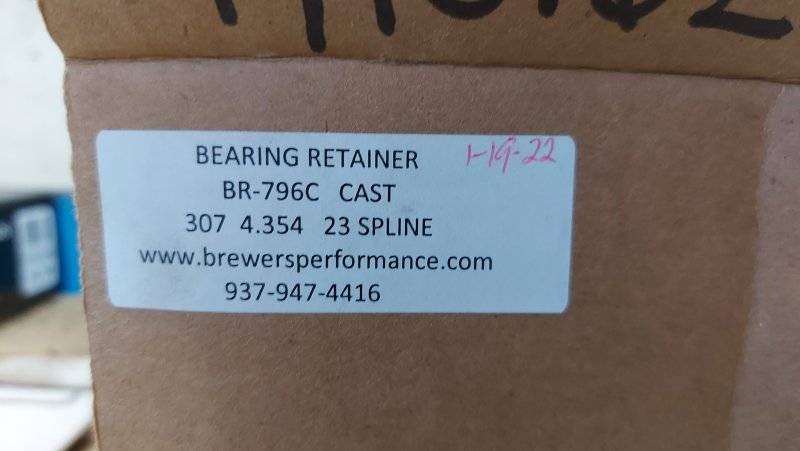 BEARING RETAINER 1-19-22
BR-796C CAST
307 4.354 23 SPLINE
www.brewersperformance.com
937-947-4416